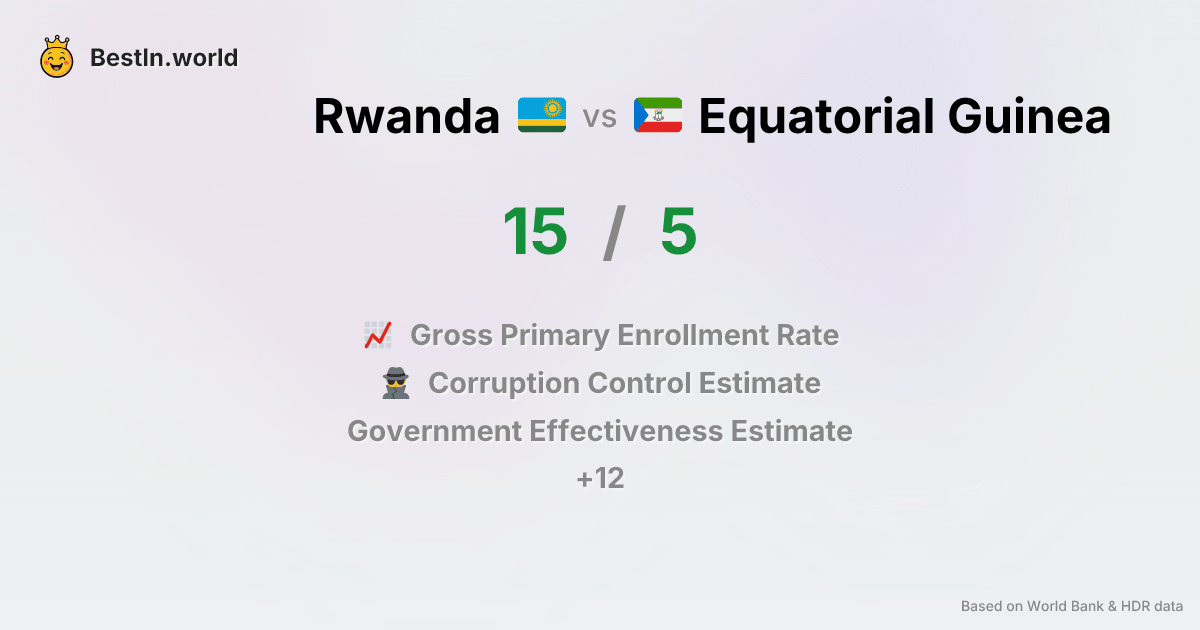 BestIn.world
Rwanda vs Equatorial Guinea
15 / 5
Gross Primary Enrollment Rate
Corruption Control Estimate
Government Effectiveness Estimate
+12
Based on World Bank & HDR data